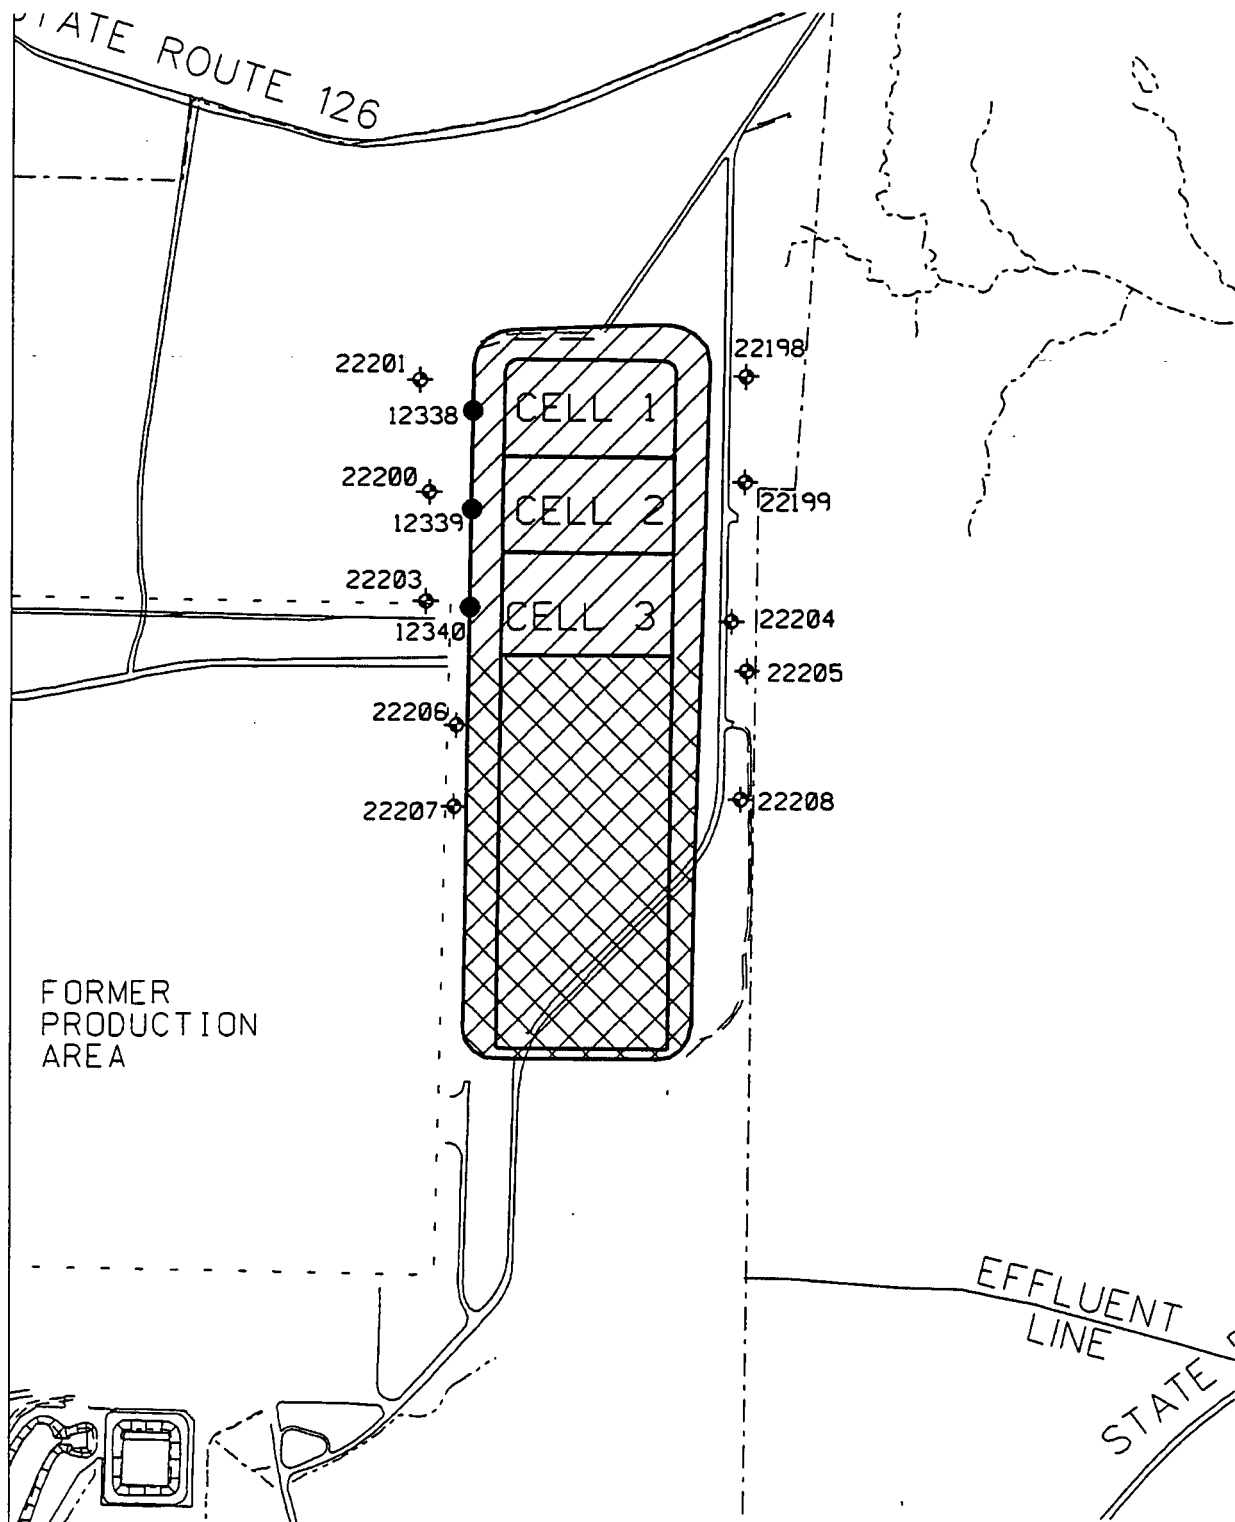 STATE ROUTE 126
22201
22198
12338
CELL 1
22200
22199
12339
CELL 2
22203
12340
CELL 3
22204
22205
22206
22207
22208
FORMER
PRODUCTION
AREA
EFFLUENT
LINE
STATE